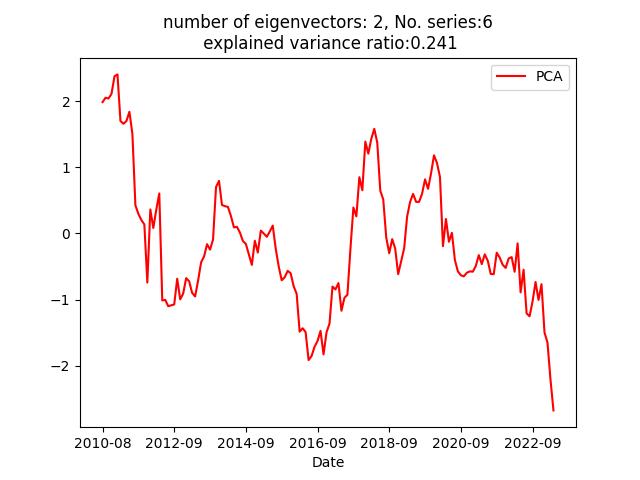 number of eigenvectors: 2, No. series:6
explained variance ratio:0.241
PCA
2
1
0
−1
−2
2010-08 2012-09 2014-09 2016-09 2018-09 2020-09 2022-09
Date